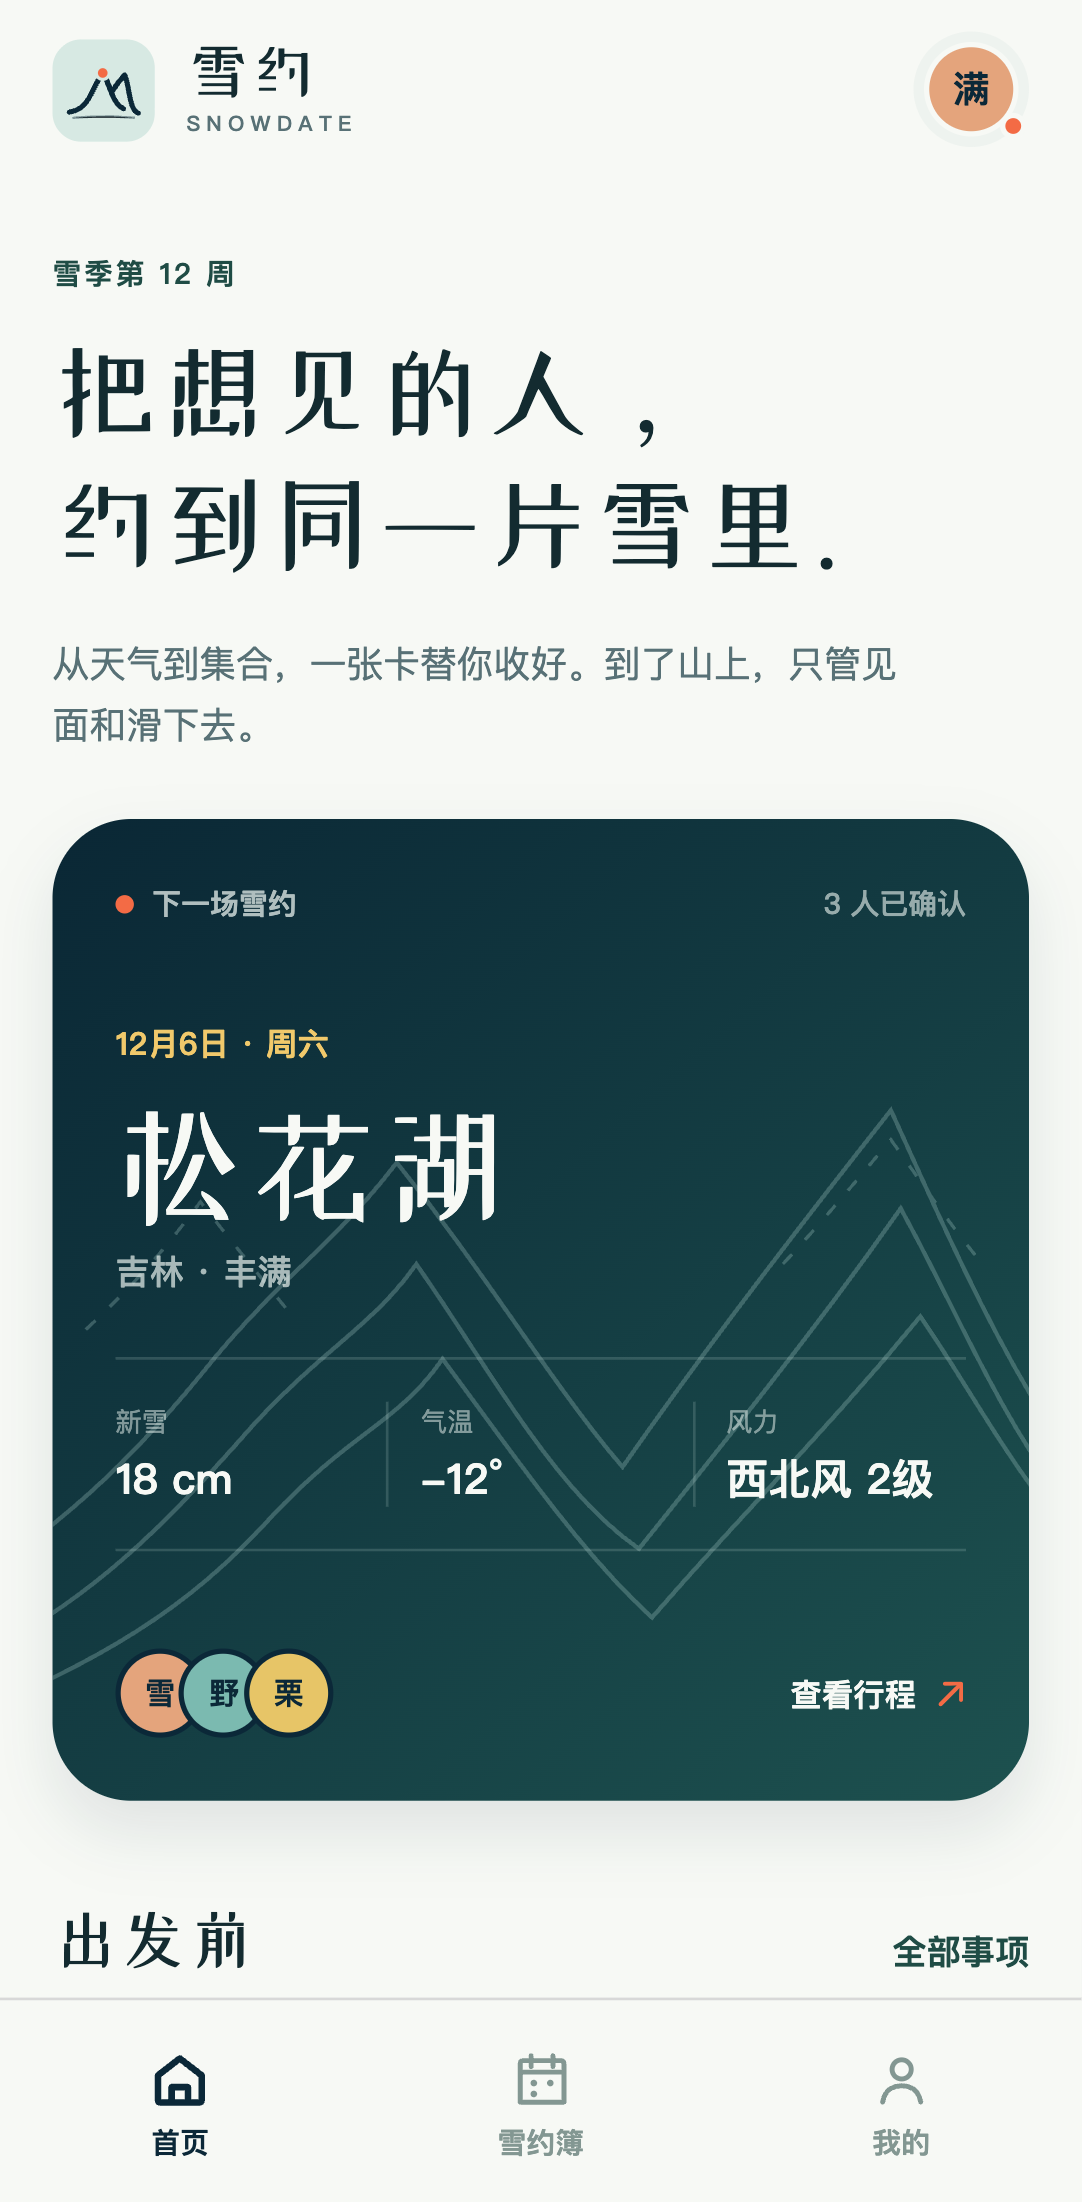 雪约
SNOWDATE
满
雪季第 12 周
把想见的人，
约到同一片雪里.
从天气到集合，一张卡替你收好。到了山上，只管见
面和滑下去。
下一场雪约
3 人已确认
12月6日 · 周六
松花湖
吉林 · 丰满
新雪
气温
风力
18 cm
−12°
西北风 2级
雪
野
栗
查看行程
出发前
全部事项
首页
雪约簿
我的